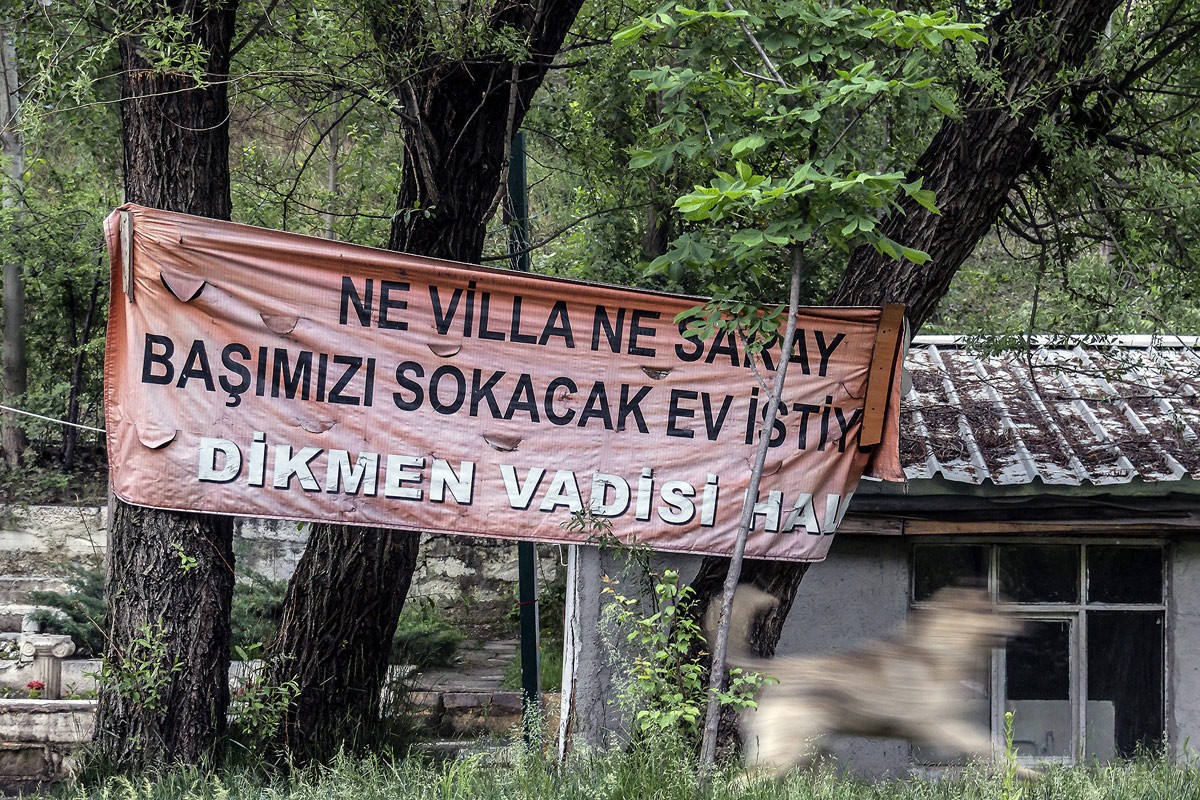 NE VİLLA NE SARAY
BAŞIMIZI SOKACAK EV İSTİY
DİKMEN VADİSİ HAL